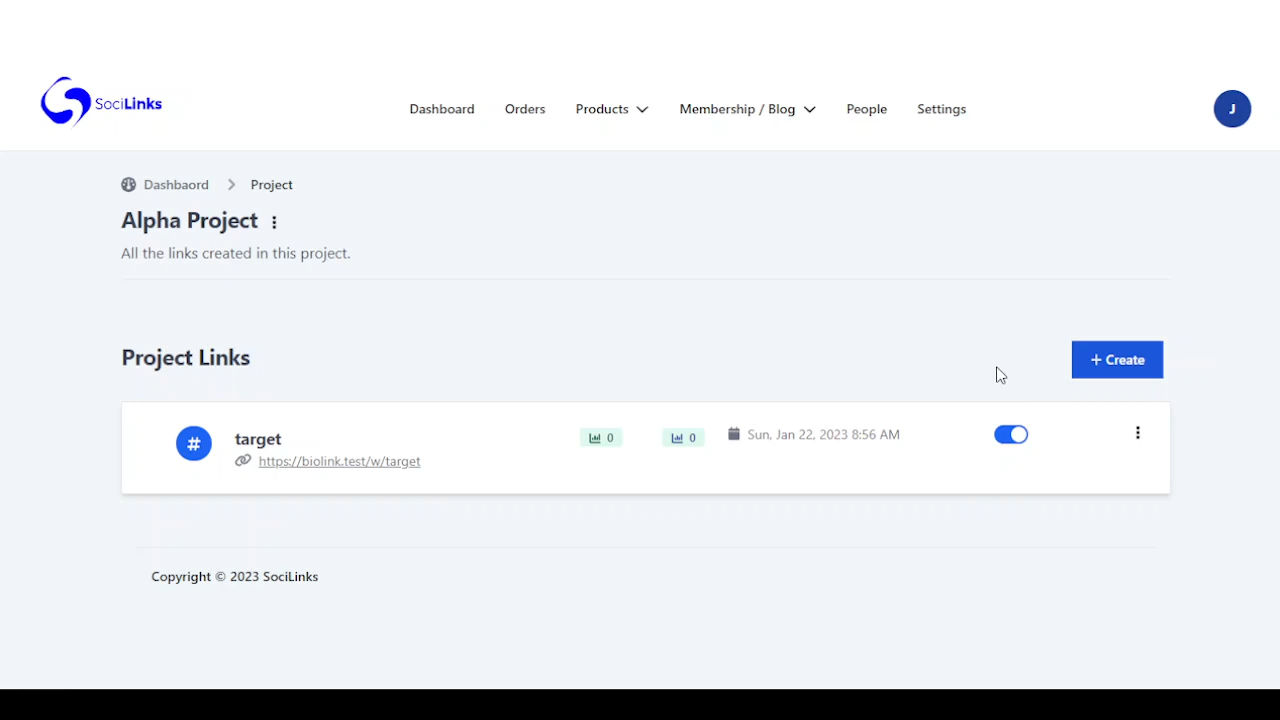 SociLinks
Dashboard Orders Products Membership / Blog People Settings
J
Dashbaord Project
Alpha Project
All the links created in this project.
Project Links
+ Create
# target 0 0 Sun, Jan 22, 2023 8:56 AM
https://biolink.test/w/target
Copyright © 2023 SociLinks